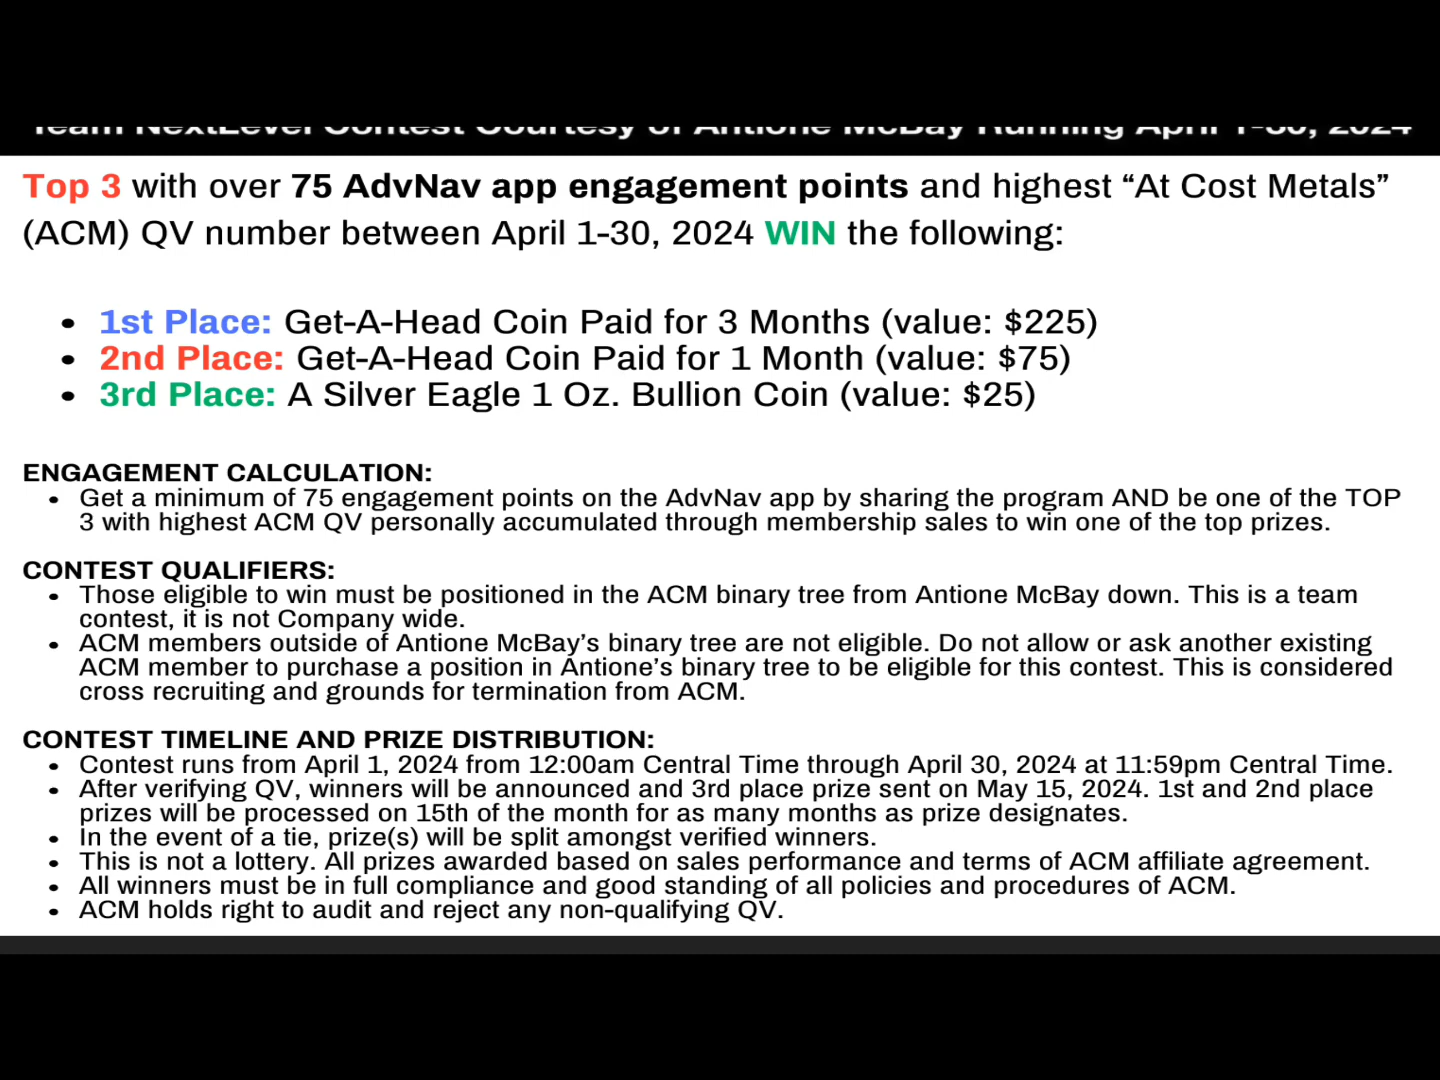 Team NextLevel Contest Courtesy of Antione McBay Running April 1-30, 2024
Top 3 with over 75 AdvNav app engagement points and highest “At Cost Metals”
(ACM) QV number between April 1-30, 2024 WIN the following:
• 1st Place: Get-A-Head Coin Paid for 3 Months (value: $225)
• 2nd Place: Get-A-Head Coin Paid for 1 Month (value: $75)
• 3rd Place: A Silver Eagle 1 Oz. Bullion Coin (value: $25)
ENGAGEMENT CALCULATION:
• Get a minimum of 75 engagement points on the AdvNav app by sharing the program AND be one of the TOP
3 with highest ACM QV personally accumulated through membership sales to win one of the top prizes.
CONTEST QUALIFIERS:
• Those eligible to win must be positioned in the ACM binary tree from Antione McBay down. This is a team
contest, it is not Company wide.
• ACM members outside of Antione McBay’s binary tree are not eligible. Do not allow or ask another existing
ACM member to purchase a position in Antione’s binary tree to be eligible for this contest. This is considered
cross recruiting and grounds for termination from ACM.
CONTEST TIMELINE AND PRIZE DISTRIBUTION:
• Contest runs from April 1, 2024 from 12:00am Central Time through April 30, 2024 at 11:59pm Central Time.
• After verifying QV, winners will be announced and 3rd place prize sent on May 15, 2024. 1st and 2nd place
prizes will be processed on 15th of the month for as many months as prize designates.
• In the event of a tie, prize(s) will be split amongst verified winners.
• This is not a lottery. All prizes awarded based on sales performance and terms of ACM affiliate agreement.
• All winners must be in full compliance and good standing of all policies and procedures of ACM.
• ACM holds right to audit and reject any non-qualifying QV.